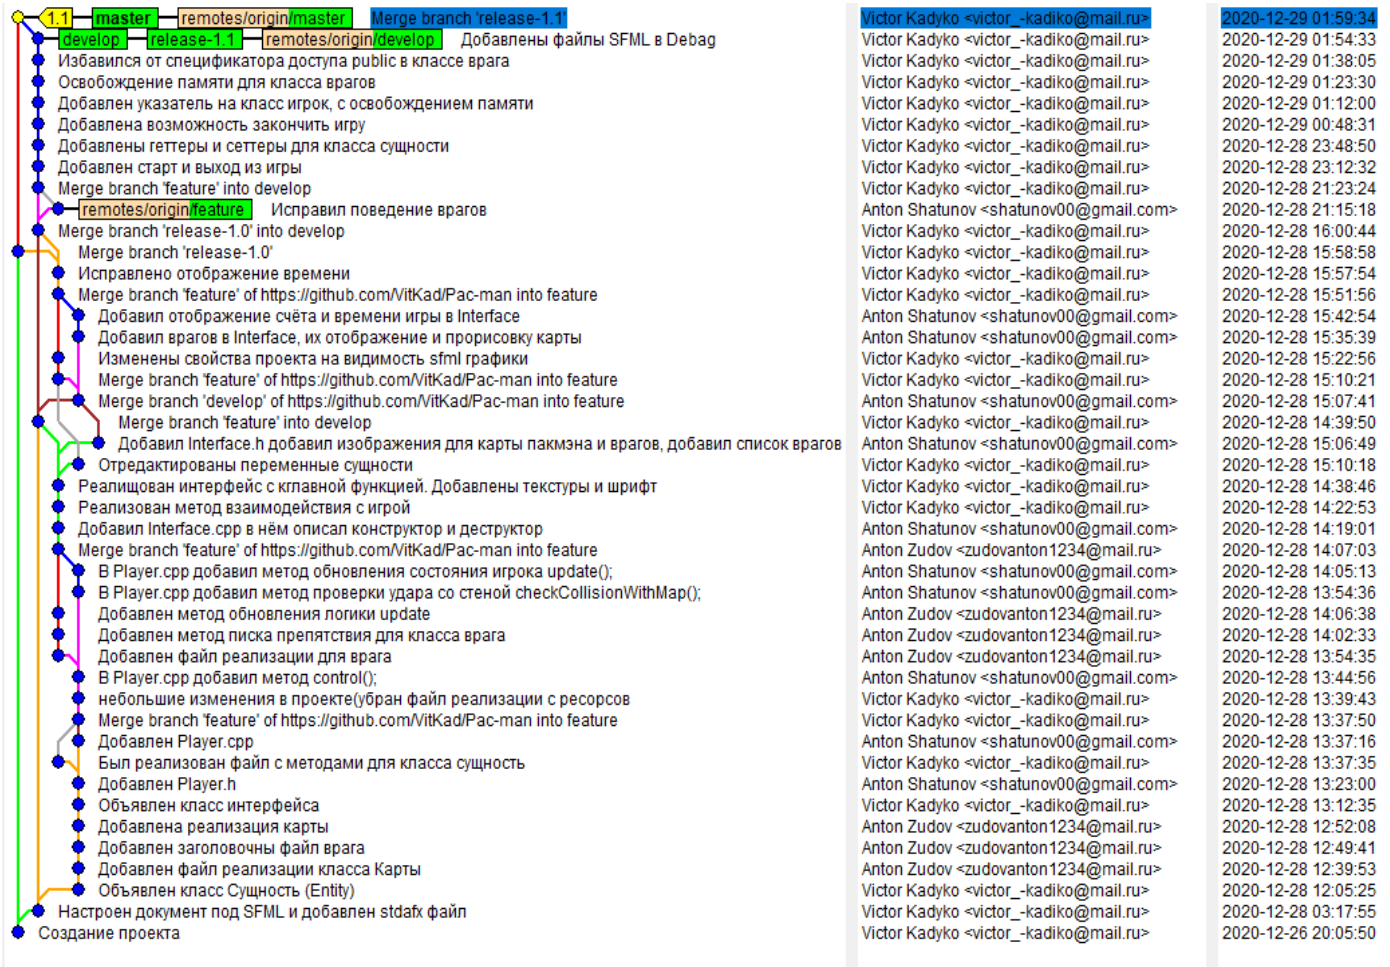 1.1 master remotes/origin/master Merge branch 'release-1.1' Victor Kadyko <victor_-kadiko@mail.ru> 2020-12-29 01:59:34
develop release-1.1 remotes/origin/develop Добавлены файлы SFML в Debag Victor Kadyko <victor_-kadiko@mail.ru> 2020-12-29 01:54:33
Избавился от спецификатора доступа public в классе врага Victor Kadyko <victor_-kadiko@mail.ru> 2020-12-29 01:38:05
Освобождение памяти для класса врагов Victor Kadyko <victor_-kadiko@mail.ru> 2020-12-29 01:23:30
Добавлен указатель на класс игрок, с освобождением памяти Victor Kadyko <victor_-kadiko@mail.ru> 2020-12-29 01:12:00
Добавлена возможность закончить игру Victor Kadyko <victor_-kadiko@mail.ru> 2020-12-29 00:48:31
Добавлены геттеры и сеттеры для класса сущности Victor Kadyko <victor_-kadiko@mail.ru> 2020-12-28 23:48:50
Добавлен старт и выход из игры Victor Kadyko <victor_-kadiko@mail.ru> 2020-12-28 23:12:32
Merge branch 'feature' into develop Victor Kadyko <victor_-kadiko@mail.ru> 2020-12-28 21:23:24
remotes/origin/feature Исправил поведение врагов Anton Shatunov <shatunov00@gmail.com> 2020-12-28 21:15:18
Merge branch 'release-1.0' into develop Victor Kadyko <victor_-kadiko@mail.ru> 2020-12-28 16:00:44
Merge branch 'release-1.0' Victor Kadyko <victor_-kadiko@mail.ru> 2020-12-28 15:58:58
Исправлено отображение времени Victor Kadyko <victor_-kadiko@mail.ru> 2020-12-28 15:57:54
Merge branch 'feature' of https://github.com/VitKad/Pac-man into feature Victor Kadyko <victor_-kadiko@mail.ru> 2020-12-28 15:51:56
Добавил отображение счёта и времени игры в Interface Anton Shatunov <shatunov00@gmail.com> 2020-12-28 15:42:54
Добавил врагов в Interface, их отображение и прорисовку карты Anton Shatunov <shatunov00@gmail.com> 2020-12-28 15:35:39
Изменены свойства проекта на видимость sfml графики Victor Kadyko <victor_-kadiko@mail.ru> 2020-12-28 15:22:56
Merge branch 'feature' of https://github.com/VitKad/Pac-man into feature Victor Kadyko <victor_-kadiko@mail.ru> 2020-12-28 15:10:21
Merge branch 'develop' of https://github.com/VitKad/Pac-man into feature Anton Shatunov <shatunov00@gmail.com> 2020-12-28 15:07:41
Merge branch 'feature' into develop Victor Kadyko <victor_-kadiko@mail.ru> 2020-12-28 14:39:50
Добавил Interface.h добавил изображения для карты пакмэна и врагов, добавил список врагов Anton Shatunov <shatunov00@gmail.com> 2020-12-28 15:06:49
Отредактированы переменные сущности Victor Kadyko <victor_-kadiko@mail.ru> 2020-12-28 15:10:18
Реалищован интерфейс с кглавной функцией. Добавлены текстуры и шрифт Victor Kadyko <victor_-kadiko@mail.ru> 2020-12-28 14:38:46
Реализован метод взаимодействия с игрой Victor Kadyko <victor_-kadiko@mail.ru> 2020-12-28 14:22:53
Добавил Interface.cpp в нём описал конструктор и деструктор Anton Shatunov <shatunov00@gmail.com> 2020-12-28 14:19:01
Merge branch 'feature' of https://github.com/VitKad/Pac-man into feature Anton Zudov <zudovanton1234@mail.ru> 2020-12-28 14:07:03
В Player.cpp добавил метод обновления состояния игрока update(); Anton Shatunov <shatunov00@gmail.com> 2020-12-28 14:05:13
В Player.cpp добавил метод проверки удара со стеной checkCollisionWithMap(); Anton Shatunov <shatunov00@gmail.com> 2020-12-28 13:54:36
Добавлен метод обновления логики update Anton Zudov <zudovanton1234@mail.ru> 2020-12-28 14:06:38
Добавлен метод писка препятствия для класса врага Anton Zudov <zudovanton1234@mail.ru> 2020-12-28 14:02:33
Добавлен файл реализации для врага Anton Zudov <zudovanton1234@mail.ru> 2020-12-28 13:54:35
В Player.cpp добавил метод control(); Anton Shatunov <shatunov00@gmail.com> 2020-12-28 13:44:56
небольшие изменения в проекте(убран файл реализации с ресорсов Victor Kadyko <victor_-kadiko@mail.ru> 2020-12-28 13:39:43
Merge branch 'feature' of https://github.com/VitKad/Pac-man into feature Victor Kadyko <victor_-kadiko@mail.ru> 2020-12-28 13:37:50
Добавлен Player.cpp Anton Shatunov <shatunov00@gmail.com> 2020-12-28 13:37:16
Был реализован файл с методами для класса сущность Victor Kadyko <victor_-kadiko@mail.ru> 2020-12-28 13:37:35
Добавлен Player.h Anton Shatunov <shatunov00@gmail.com> 2020-12-28 13:23:00
Объявлен класс интерфейса Victor Kadyko <victor_-kadiko@mail.ru> 2020-12-28 13:12:35
Добавлена реализация карты Anton Zudov <zudovanton1234@mail.ru> 2020-12-28 12:52:08
Добавлен заголовочны файл врага Anton Zudov <zudovanton1234@mail.ru> 2020-12-28 12:49:41
Добавлен файл реализации класса Карты Anton Zudov <zudovanton1234@mail.ru> 2020-12-28 12:39:53
Объявлен класс Сущность (Entity) Victor Kadyko <victor_-kadiko@mail.ru> 2020-12-28 12:05:25
Настроен документ под SFML и добавлен stdafx файл Victor Kadyko <victor_-kadiko@mail.ru> 2020-12-28 03:17:55
Создание проекта Victor Kadyko <victor_-kadiko@mail.ru> 2020-12-26 20:05:50